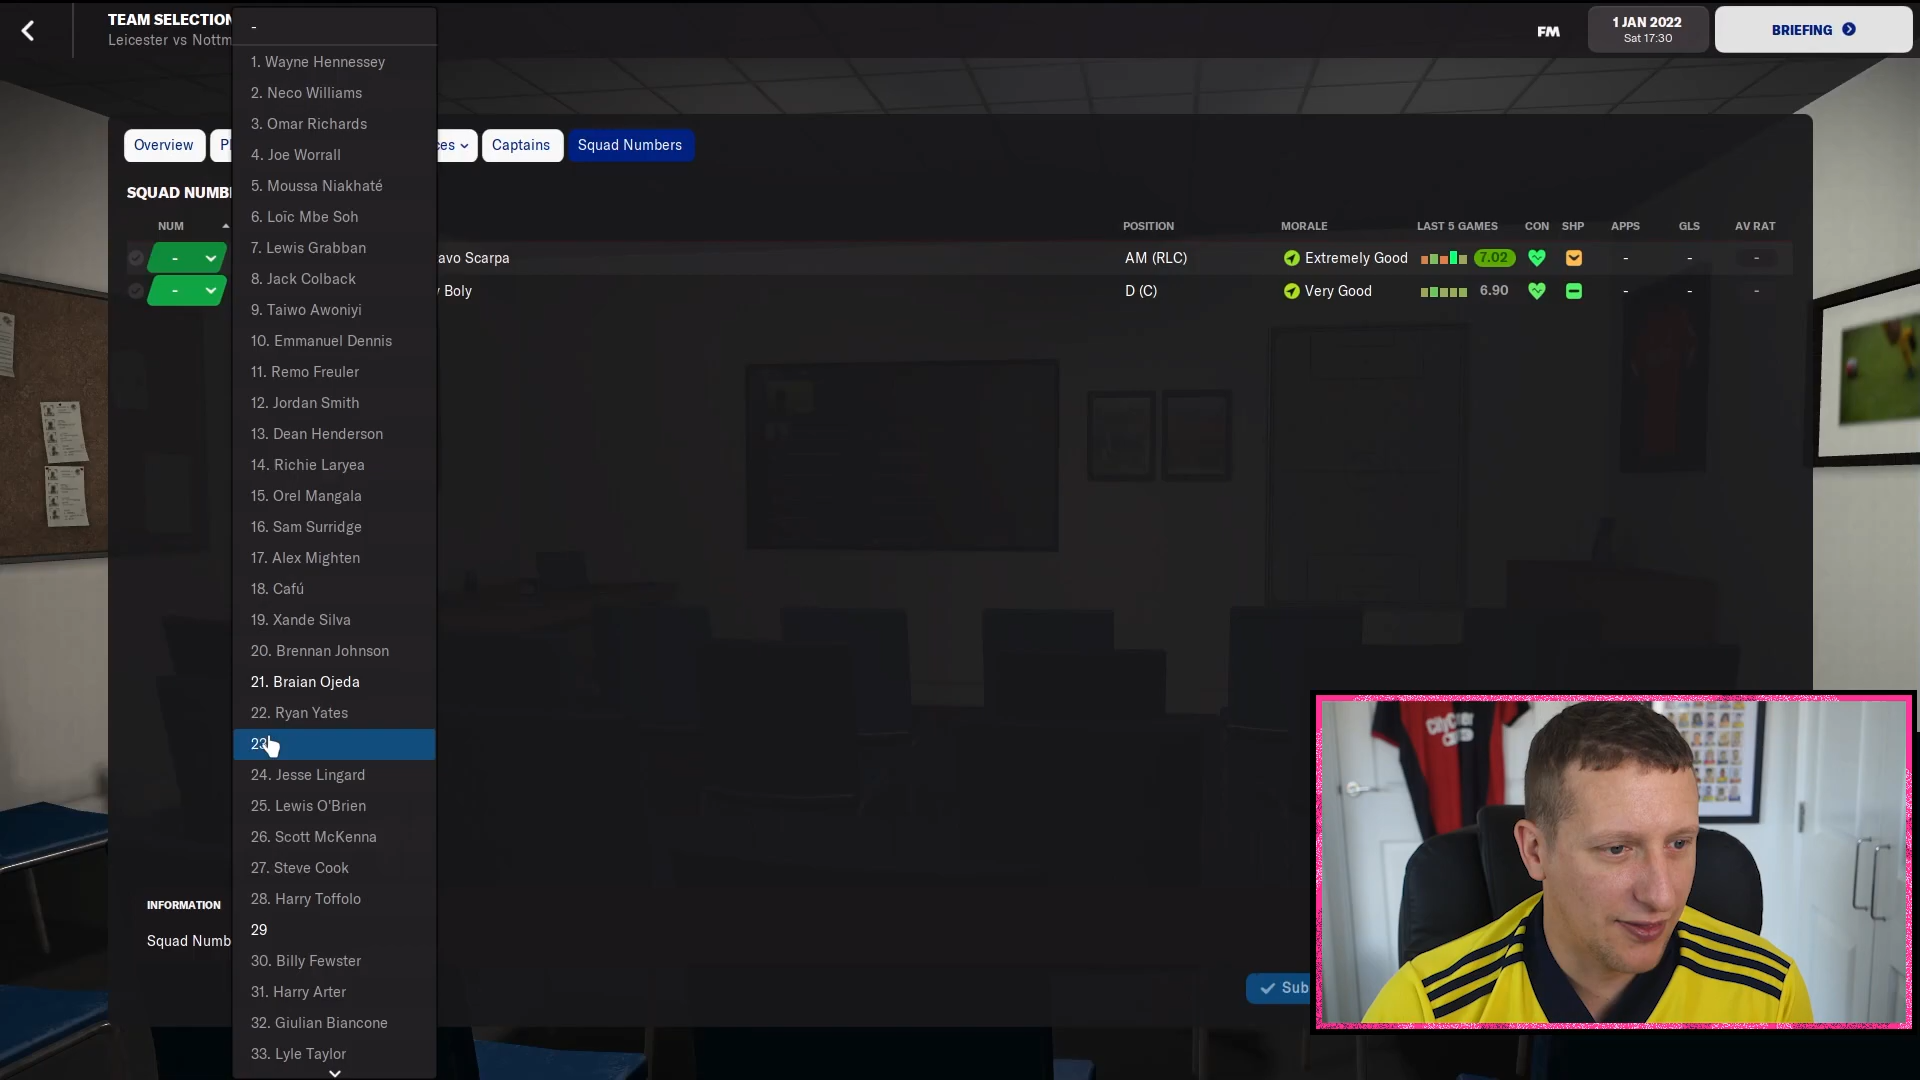 TEAM SELECTION
Leicester vs Nottm
FM
1 JAN 2022
Sat 17:30
BRIEFING
Overview
Captains
Squad Numbers
SQUAD NUMB
NUM
POSITION
MORALE
LAST 5 GAMES
CON
SHP
APPS
GLS
AV RAT
-
avo Scarpa
AM (RLC)
Extremely Good
7.02
-
-
-
-
Boly
D (C)
Very Good
6.90
-
-
-
-
1. Wayne Hennessey
2. Neco Williams
3. Omar Richards
4. Joe Worrall
5. Moussa Niakhaté
6. Loïc Mbe Soh
7. Lewis Grabban
8. Jack Colback
9. Taiwo Awoniyi
10. Emmanuel Dennis
11. Remo Freuler
12. Jordan Smith
13. Dean Henderson
14. Richie Laryea
15. Orel Mangala
16. Sam Surridge
17. Alex Mighten
18. Cafú
19. Xande Silva
20. Brennan Johnson
21. Braian Ojeda
22. Ryan Yates
23
24. Jesse Lingard
25. Lewis O'Brien
26. Scott McKenna
27. Steve Cook
28. Harry Toffolo
29
30. Billy Fewster
31. Harry Arter
32. Giulian Biancone
33. Lyle Taylor
INFORMATION
Squad Numb
Sub